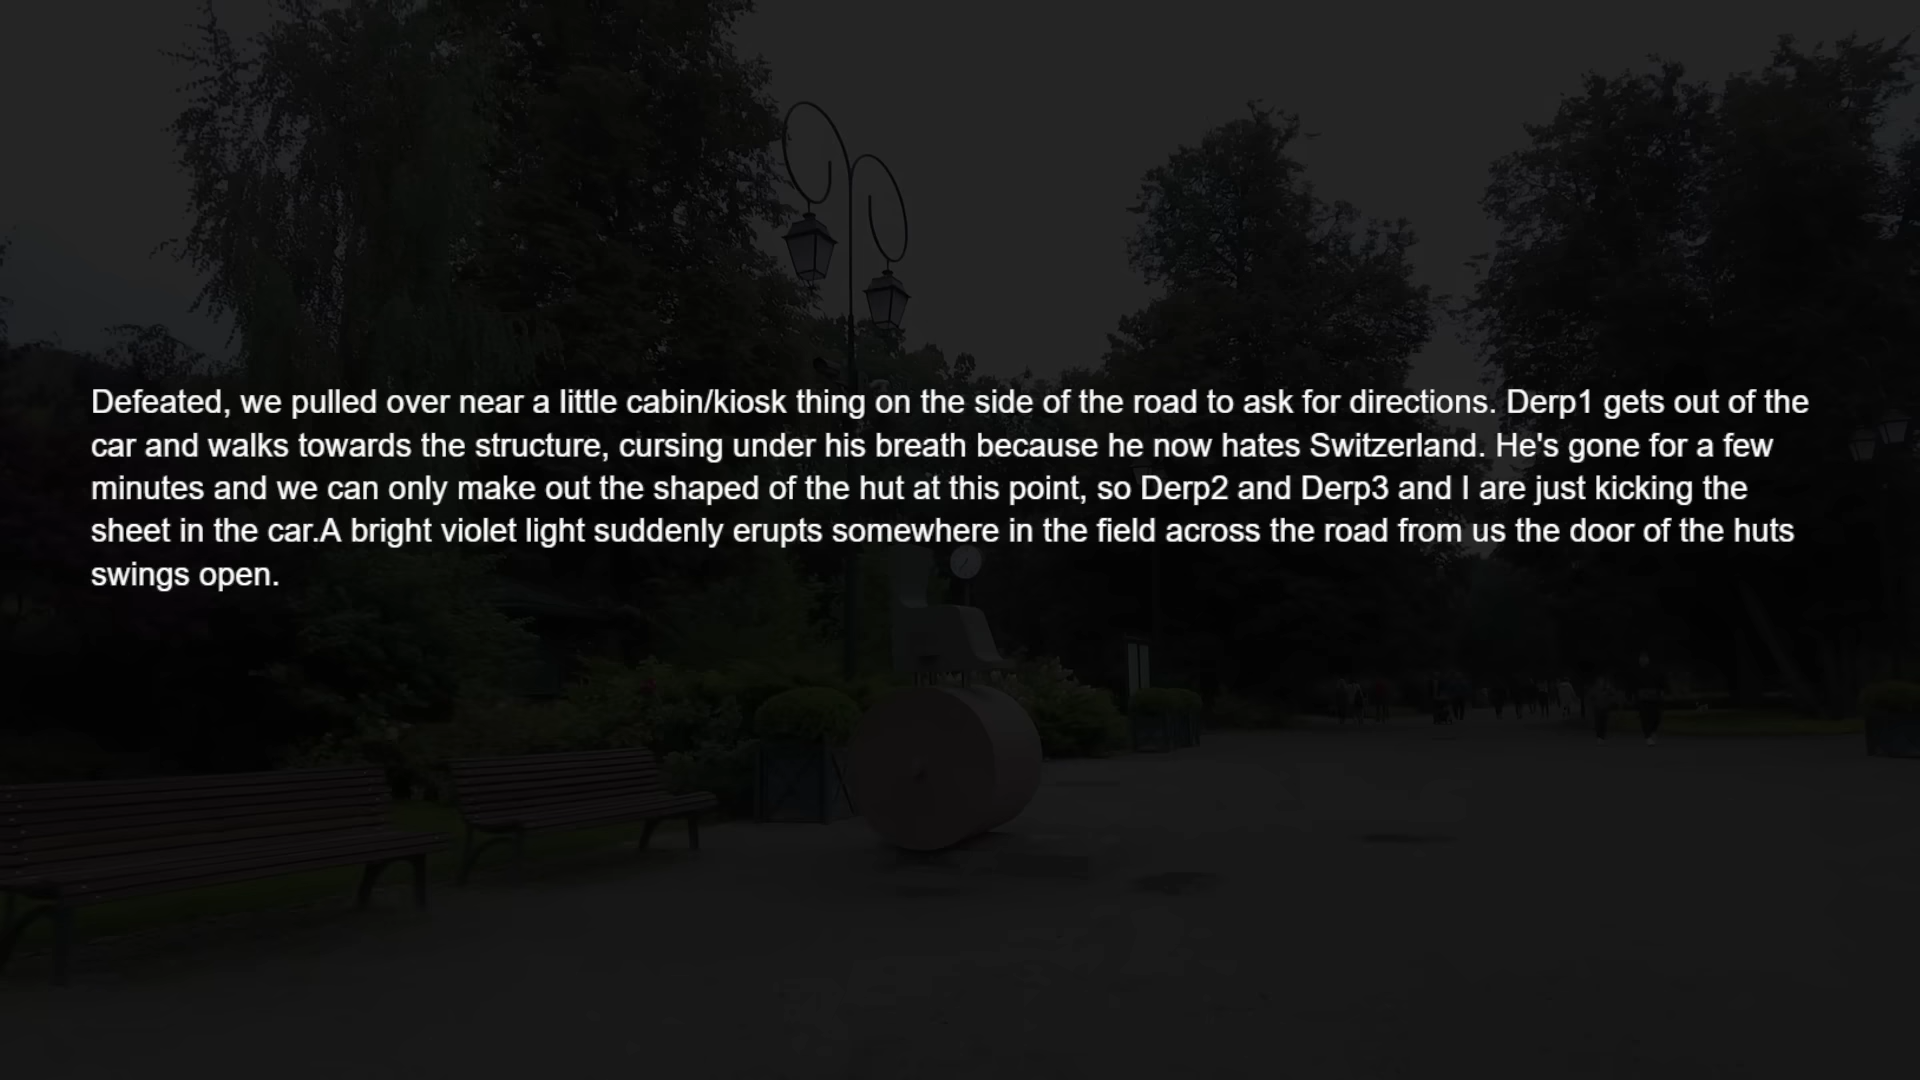 Defeated, we pulled over near a little cabin/kiosk thing on the side of the road to ask for directions. Derp1 gets out of the
car and walks towards the structure, cursing under his breath because he now hates Switzerland. He's gone for a few
minutes and we can only make out the shaped of the hut at this point, so Derp2 and Derp3 and I are just kicking the
sheet in the car.A bright violet light suddenly erupts somewhere in the field across the road from us the door of the huts
swings open.